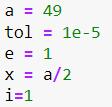 a = 49
tol = 1e-5
e = 1
x = a/2
i=1